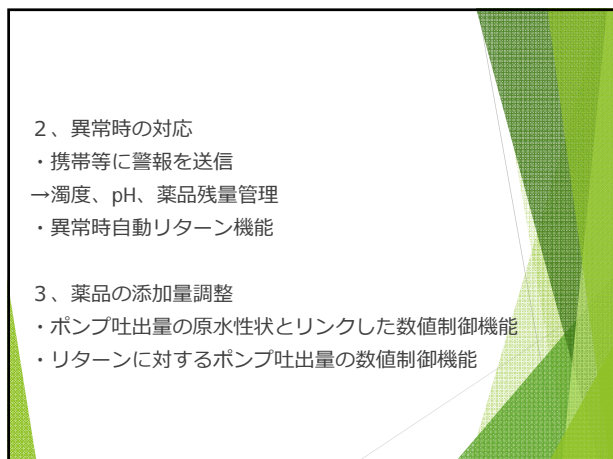 ２、異常時の対応
・携帯等に警報を送信
→濁度、pH、薬品残量管理
・異常時自動リターン機能
３、薬品の添加量調整
・ポンプ吐出量の原水性状とリンクした数値制御機能
・リターンに対するポンプ吐出量の数値制御機能